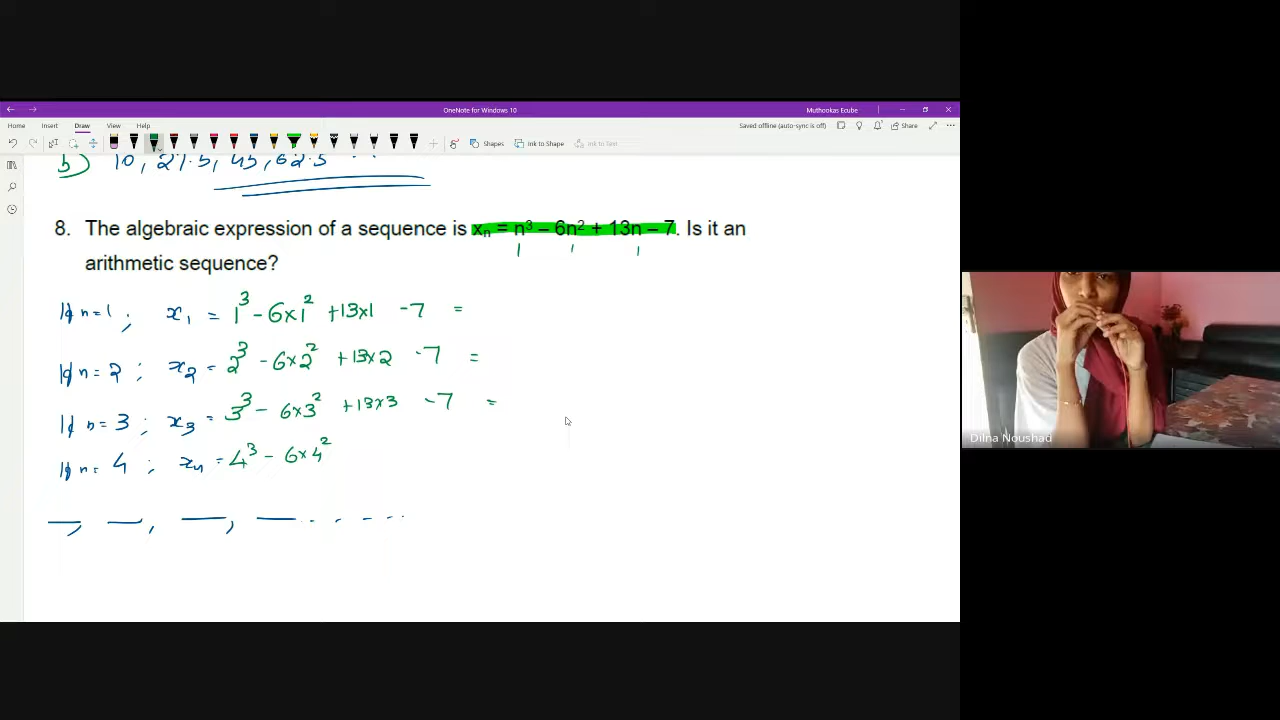 OneNote for Windows 10
Muthookas Ecube
Home Insert Draw View Help
Saved offline (auto-sync is off) Share
Shapes Ink to Shape Ink to Text
b) 10, 27.5, 45, 62.5 ...
8. The algebraic expression of a sequence is xₙ = n³ – 6n² + 13n – 7. Is it an
arithmetic sequence?
If n = 1 ; x₁ = 1³ - 6×1² +13×1 -7 =
If n = 2 ; x₂ = 2³ - 6×2² +13×2 -7 =
If n = 3 ; x₃ = 3³ - 6×3² +13×3 -7 =
If n = 4 ; x₄ = 4³ - 6×4²
Dilna Noushad